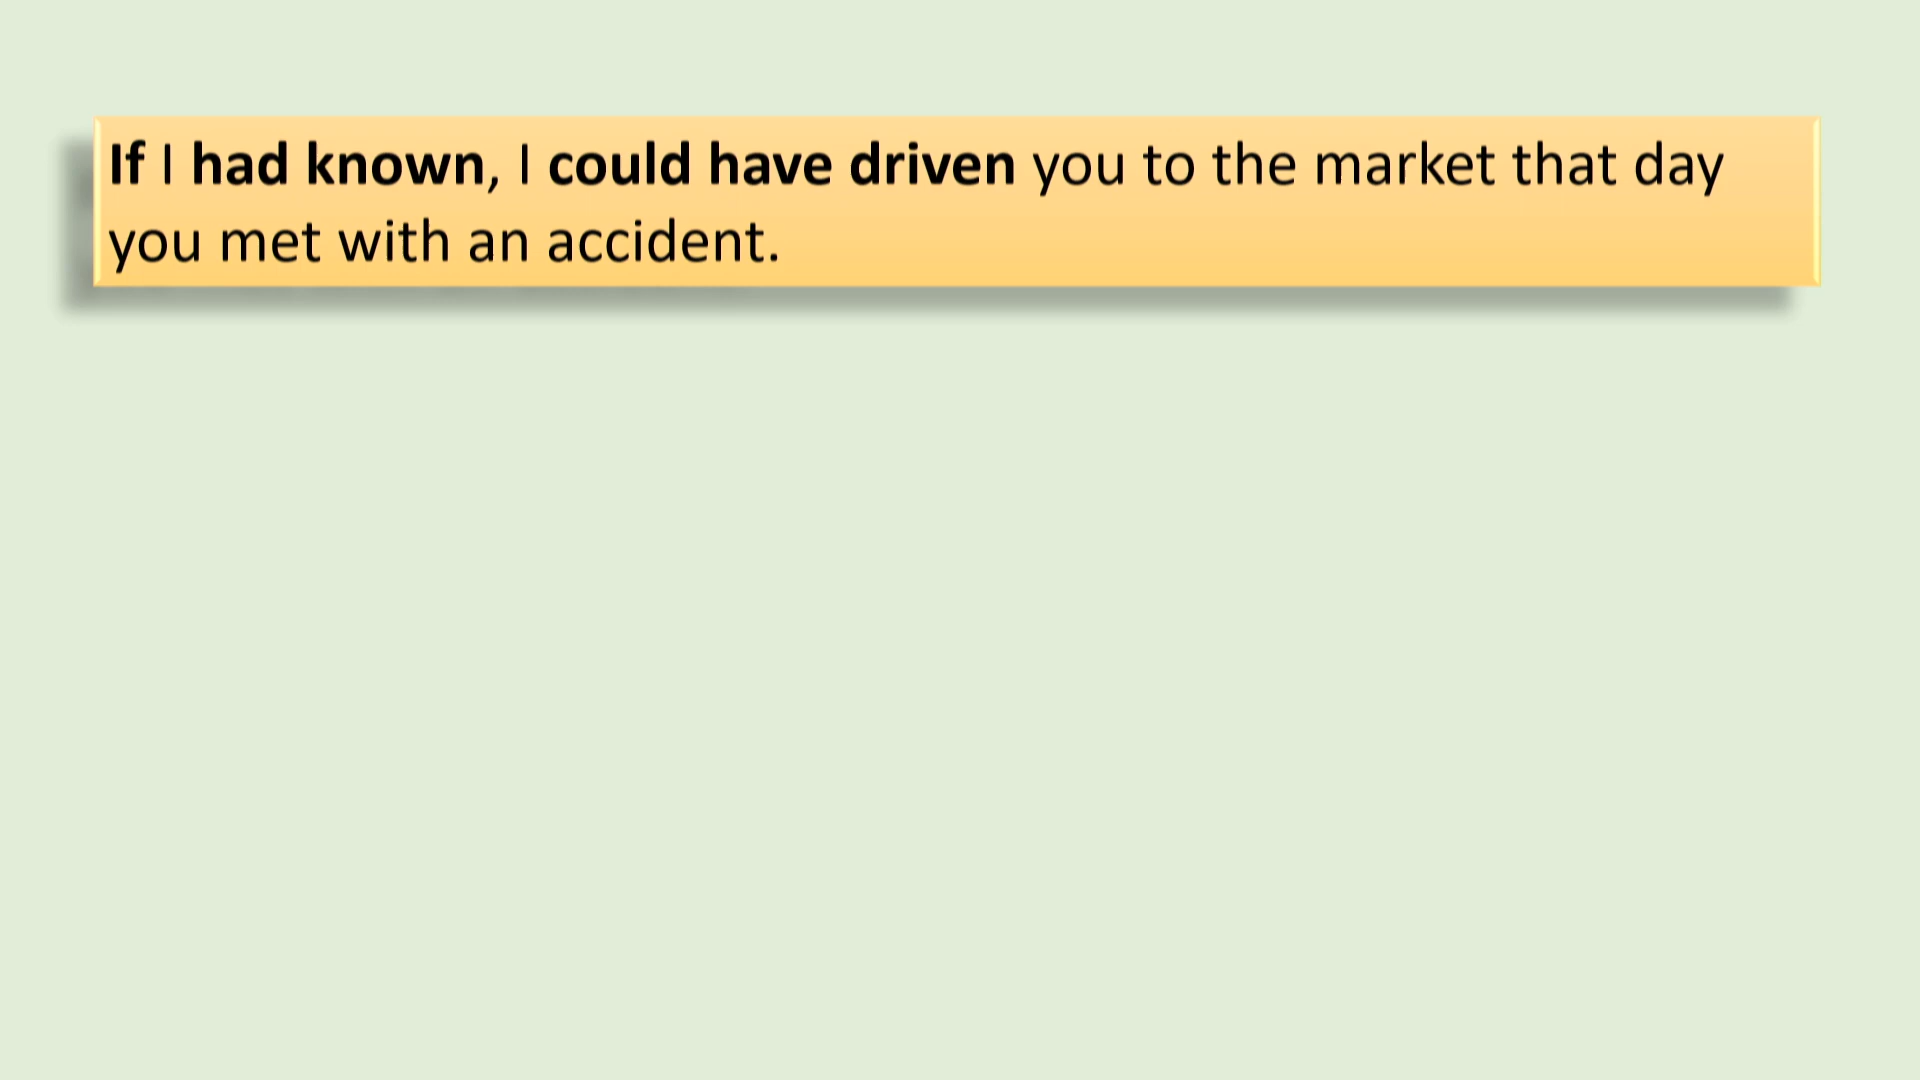 If I had known, I could have driven you to the market that day
you met with an accident.